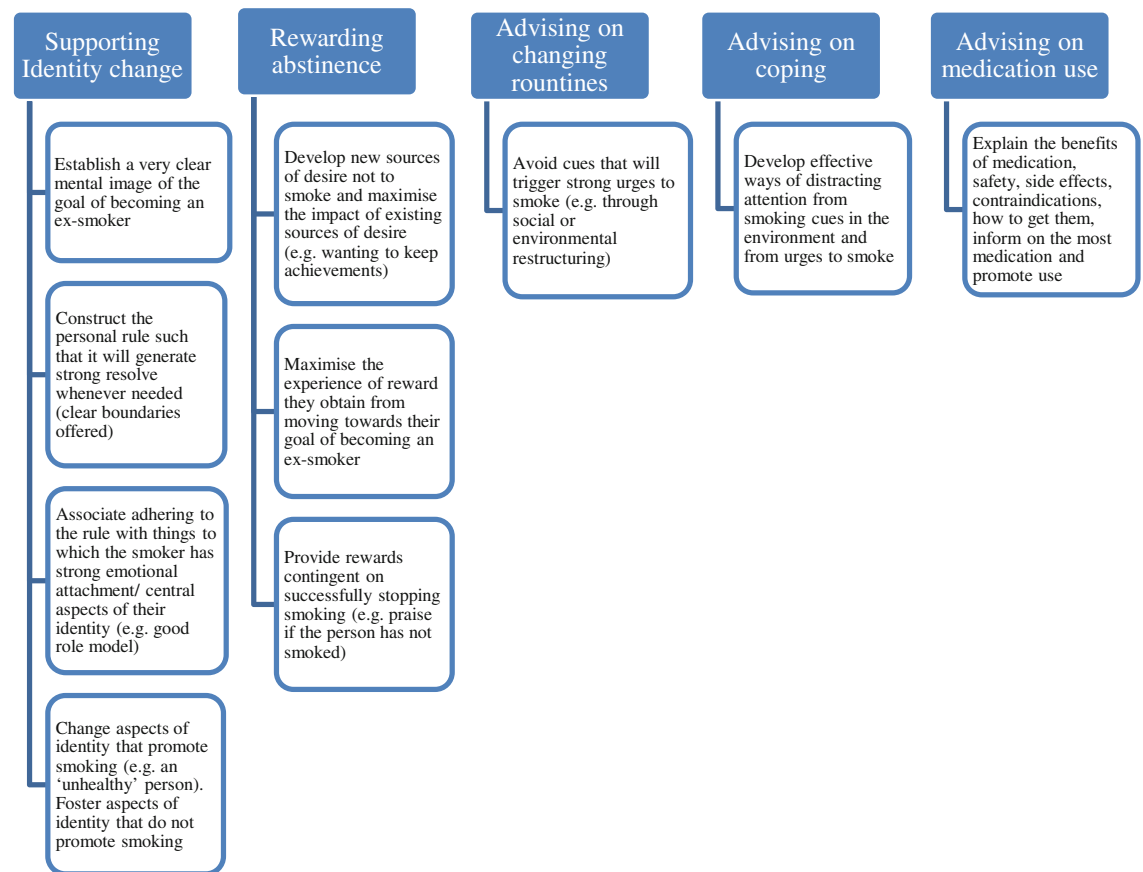 Supporting
Identity change
Establish a very clear
mental image of the
goal of becoming an
ex-smoker
Construct the
personal rule such
that it will generate
strong resolve
whenever needed
(clear boundaries
offered)
Associate adhering to
the rule with things to
which the smoker has
strong emotional
attachment/ central
aspects of their
identity (e.g. good
role model)
Change aspects of
identity that promote
smoking (e.g. an
‘unhealthy’ person).
Foster aspects of
identity that do not
promote smoking
Rewarding
abstinence
Develop new sources
of desire not to
smoke and maximise
the impact of existing
sources of desire
(e.g. wanting to keep
achievements)
Maximise the
experience of reward
they obtain from
moving towards their
goal of becoming an
ex-smoker
Provide rewards
contingent on
successfully stopping
smoking (e.g. praise
if the person has not
smoked)
Advising on
changing
rountines
Avoid cues that will
trigger strong urges to
smoke (e.g. through
social or
environmental
restructuring)
Advising on
coping
Develop effective
ways of distracting
attention from
smoking cues in the
environment and
from urges to smoke
Advising on
medication use
Explain the benefits
of medication,
safety, side effects,
contraindications,
how to get them,
inform on the most
medication and
promote use